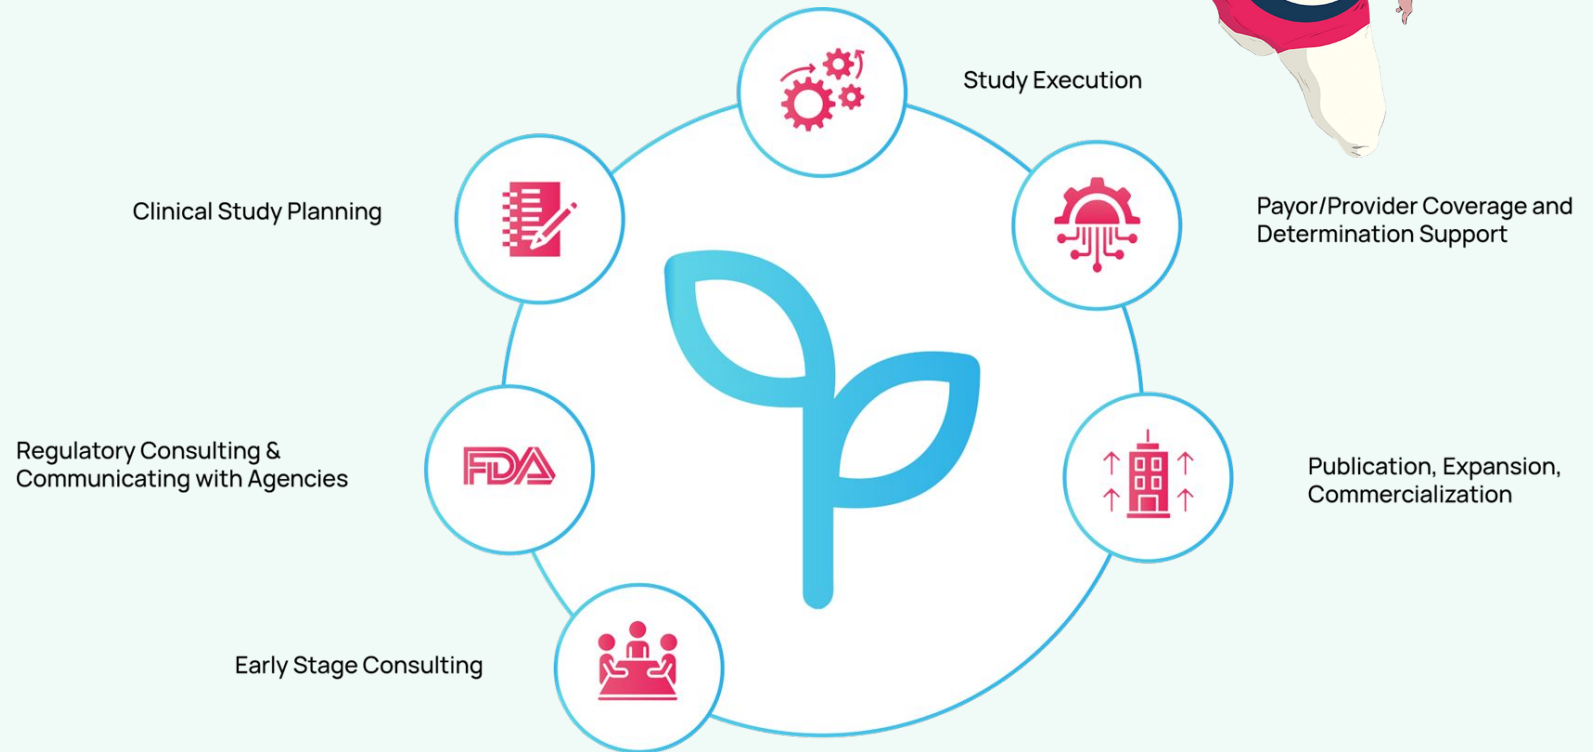 Study Execution
Clinical Study Planning
Payor/Provider Coverage and
Determination Support
Regulatory Consulting &
Communicating with Agencies
FDA
Publication, Expansion,
Commercialization
Early Stage Consulting